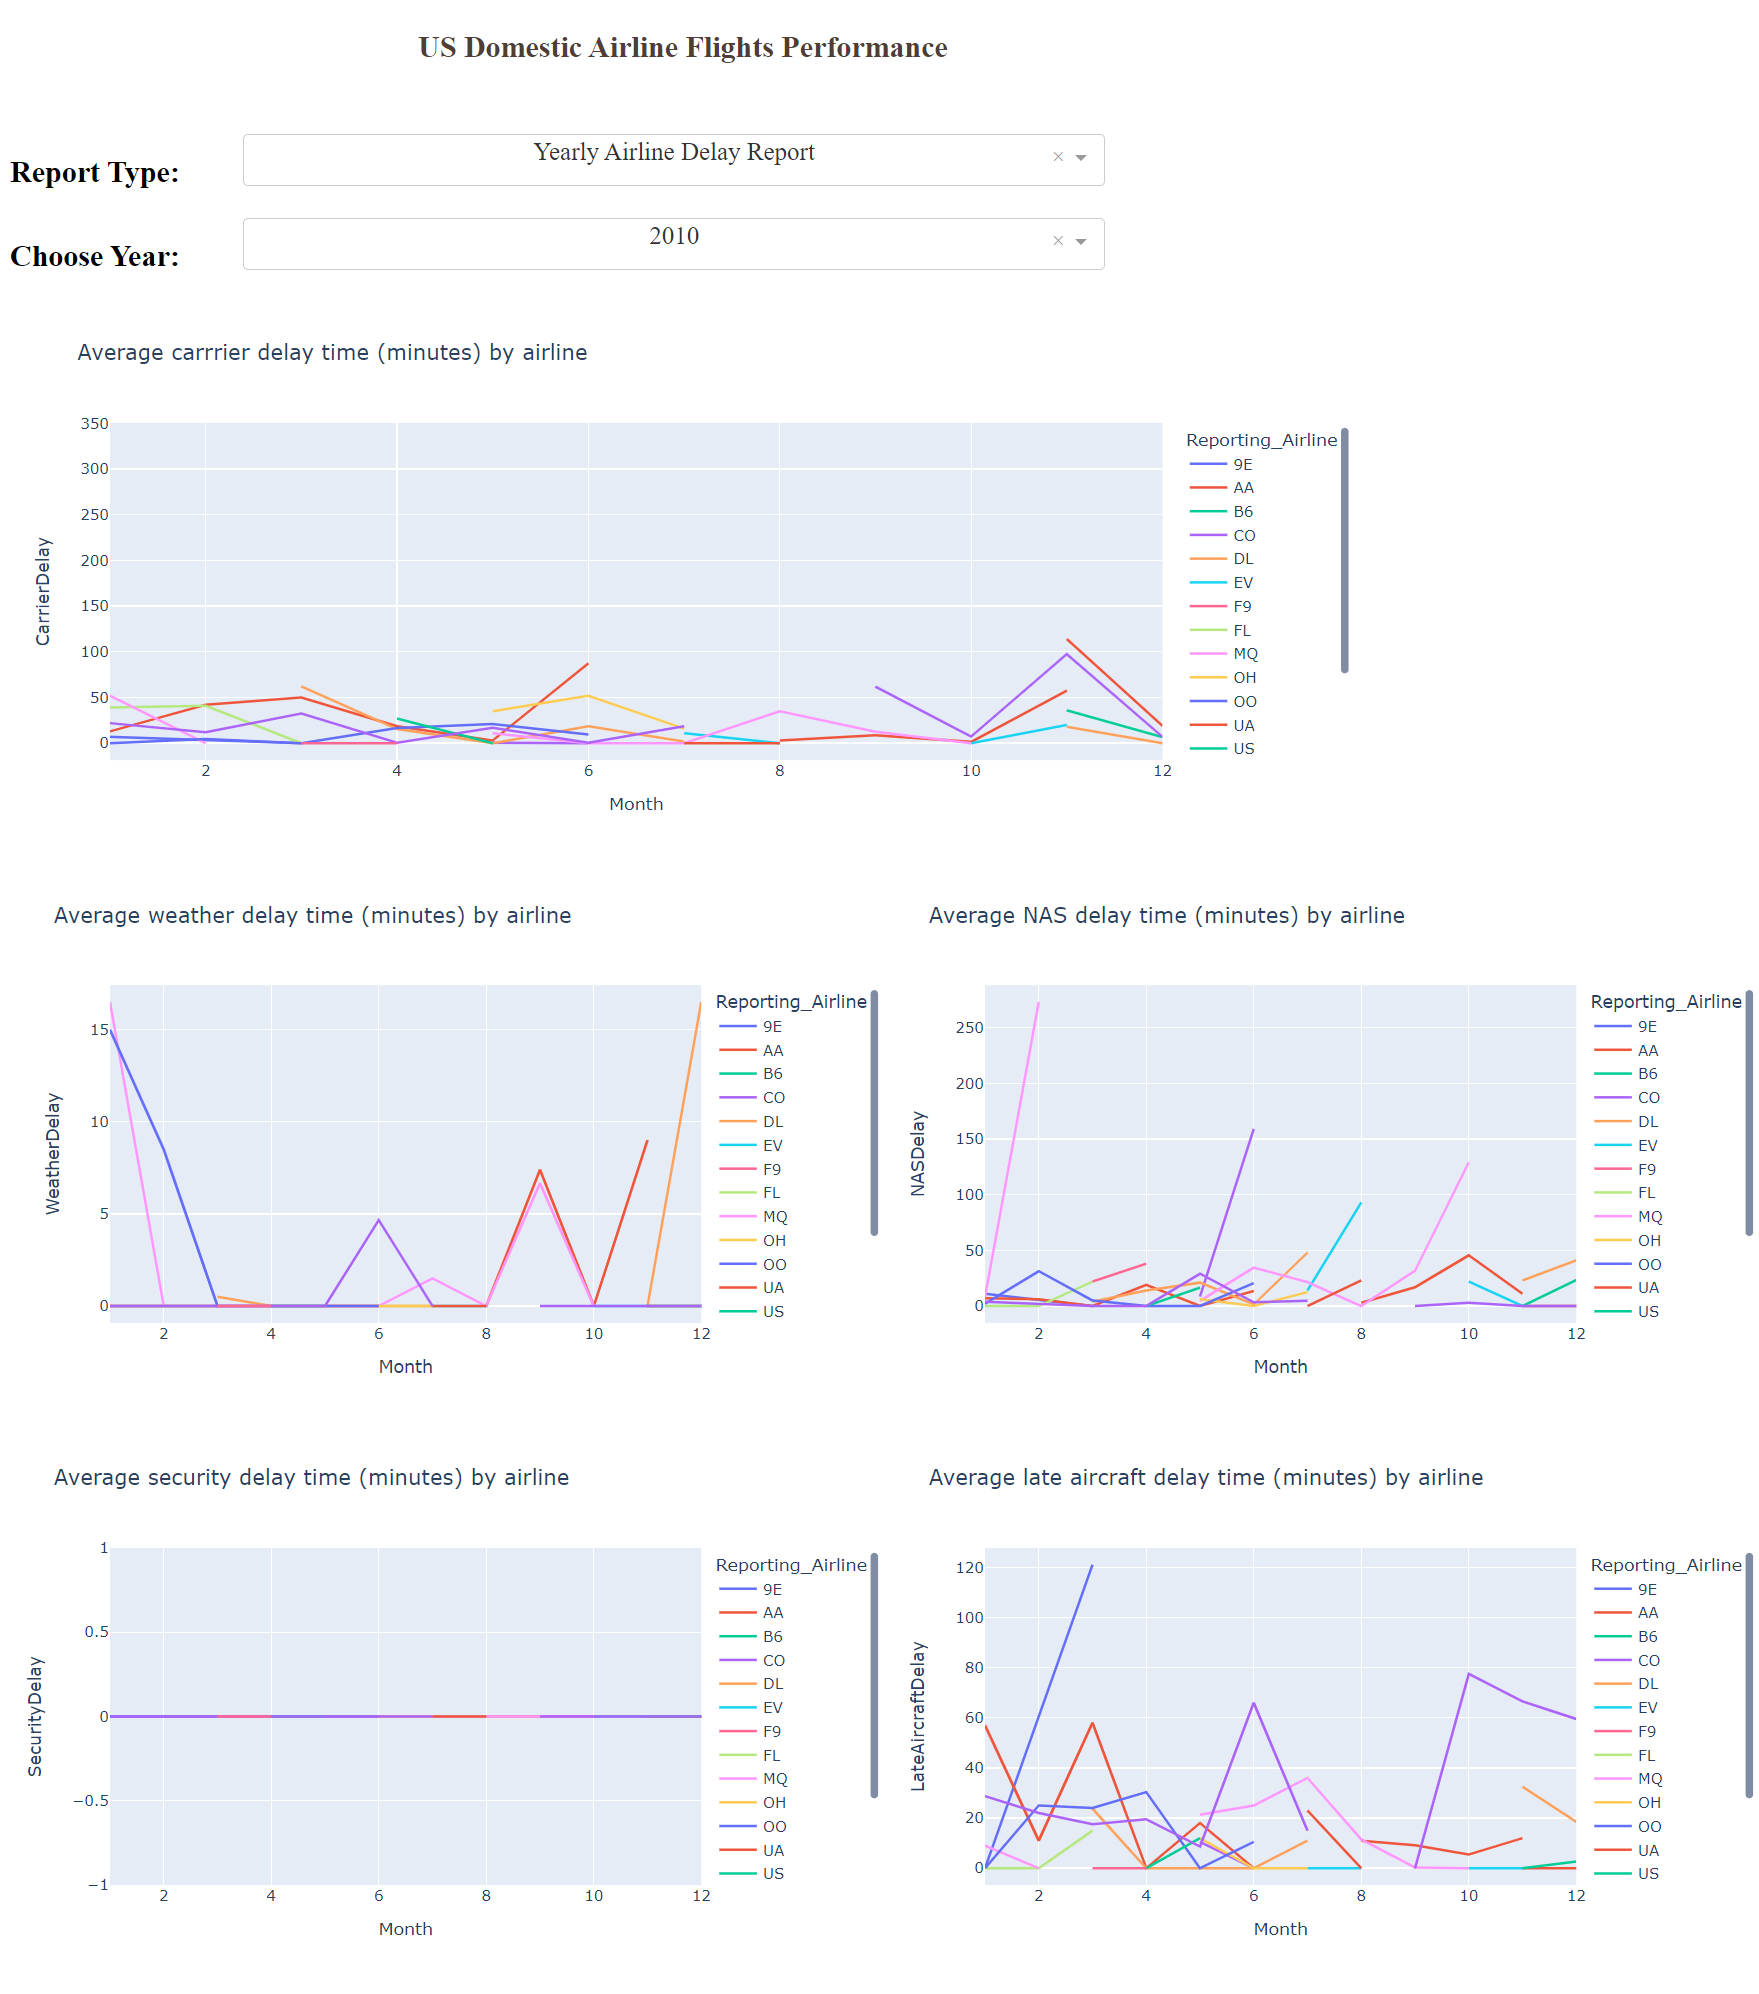 US Domestic Airline Flights Performance
Report Type:
Yearly Airline Delay Report × 
Choose Year:
2010 ×
Average carrrier delay time (minutes) by airline
CarrierDelay
350
300
250
200
150
100
50
0
2 4 6 8 10 12
Month
Reporting_Airline
9E
AA
B6
CO
DL
EV
F9
FL
MQ
OH
OO
UA
US
Average weather delay time (minutes) by airline
WeatherDelay
15
10
5
0
2 4 6 8 10 12
Month
Reporting_Airline
9E
AA
B6
CO
DL
EV
F9
FL
MQ
OH
OO
UA
US
Average NAS delay time (minutes) by airline
NASDelay
250
200
150
100
50
0
2 4 6 8 10 12
Month
Reporting_Airline
9E
AA
B6
CO
DL
EV
F9
FL
MQ
OH
OO
UA
US
Average security delay time (minutes) by airline
SecurityDelay
1
0.5
0
−0.5
−1
2 4 6 8 10 12
Month
Reporting_Airline
9E
AA
B6
CO
DL
EV
F9
FL
MQ
OH
OO
UA
US
Average late aircraft delay time (minutes) by airline
LateAircraftDelay
120
100
80
60
40
20
0
2 4 6 8 10 12
Month
Reporting_Airline
9E
AA
B6
CO
DL
EV
F9
FL
MQ
OH
OO
UA
US